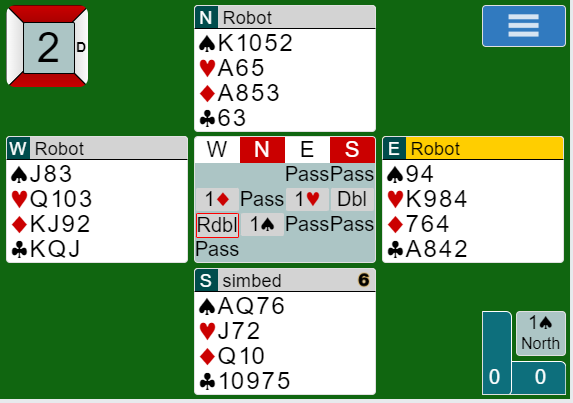 N Robot
♠K1052
♥A65
♦A853
♣63
2
D
W Robot
♠J83
♥Q103
♦KJ92
♣KQJ
W N E S
Pass Pass
1♦ Pass 1♥ Dbl
Rdbl 1♠ Pass Pass
Pass
E Robot
♠94
♥K984
♦764
♣A842
S simbed 6
♠AQ76
♥J72
♦Q10
♣10975
1♠
North
0 0